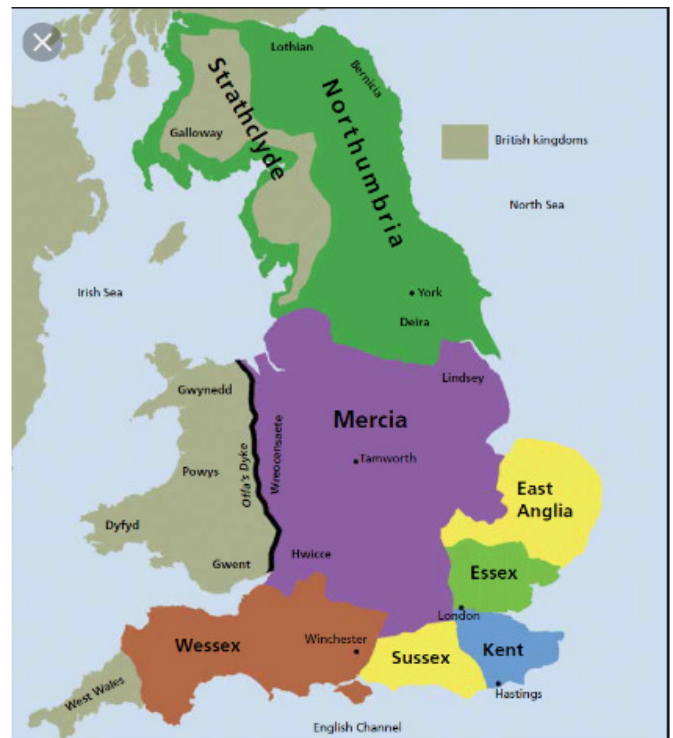 Lothian
Bernicia
Strathclyde
Northumbria
Galloway
British kingdoms
North Sea
Irish Sea
York
Deira
Lindsey
Gwynedd
Mercia
Offa's Dyke
Wreocensaete
Tamworth
Powys
East
Anglia
Dyfyd
Hwicce
Gwent
Essex
London
Wessex
Winchester
Sussex
Kent
West Wales
Hastings
English Channel